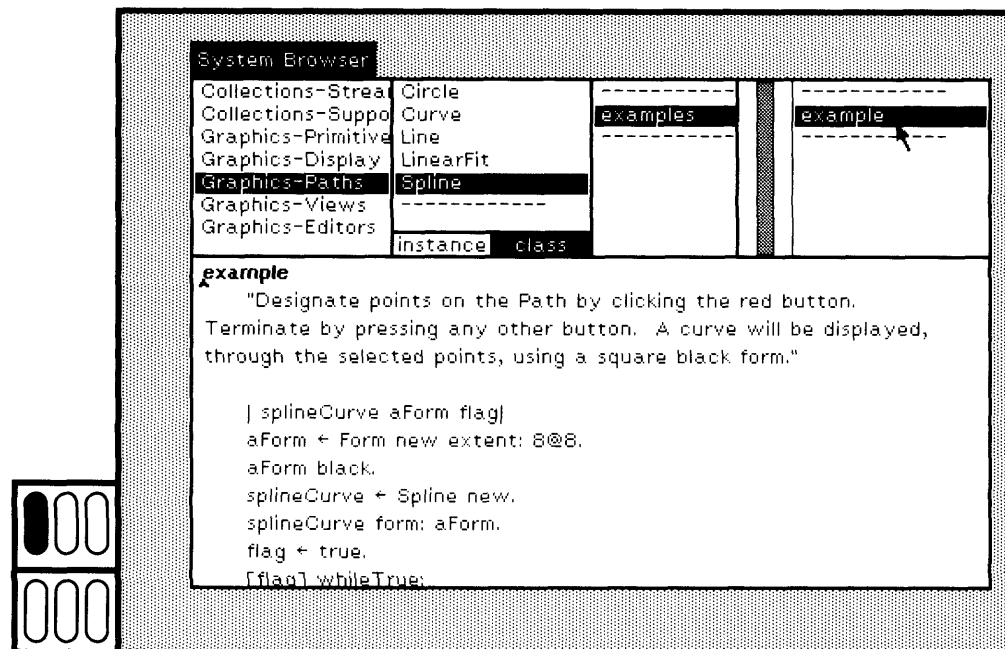 System Browser
Collections-Strea
Collections-Suppo
Graphics-Primitive
Graphics-Display
Graphics-Paths
Graphics-Views
Graphics-Editors
Circle
Curve
Line
LinearFit
Spline
------------
instance class
------------
examples
------------
------------
example
------------
example
"Designate points on the Path by clicking the red button.
Terminate by pressing any other button. A curve will be displayed,
through the selected points, using a square black form."
| splineCurve aForm flag|
aForm ← Form new extent: 8@8.
aForm black.
splineCurve ← Spline new.
splineCurve form: aForm.
flag ← true.
[flag] whileTrue: